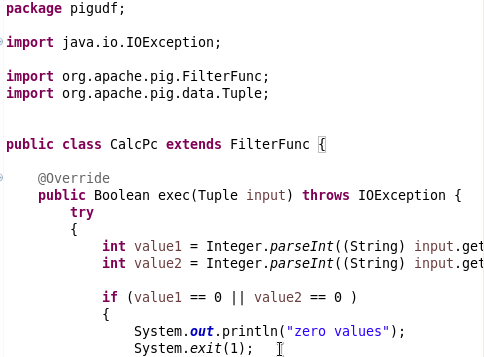 package pigudf;
import java.io.IOException;
import org.apache.pig.FilterFunc;
import org.apache.pig.data.Tuple;
public class CalcPc extends FilterFunc {
@Override
public Boolean exec(Tuple input) throws IOException {
try
{
int value1 = Integer.parseInt((String) input.get
int value2 = Integer.parseInt((String) input.get
if (value1 == 0 || value2 == 0 )
{
System.out.println("zero values");
System.exit(1);